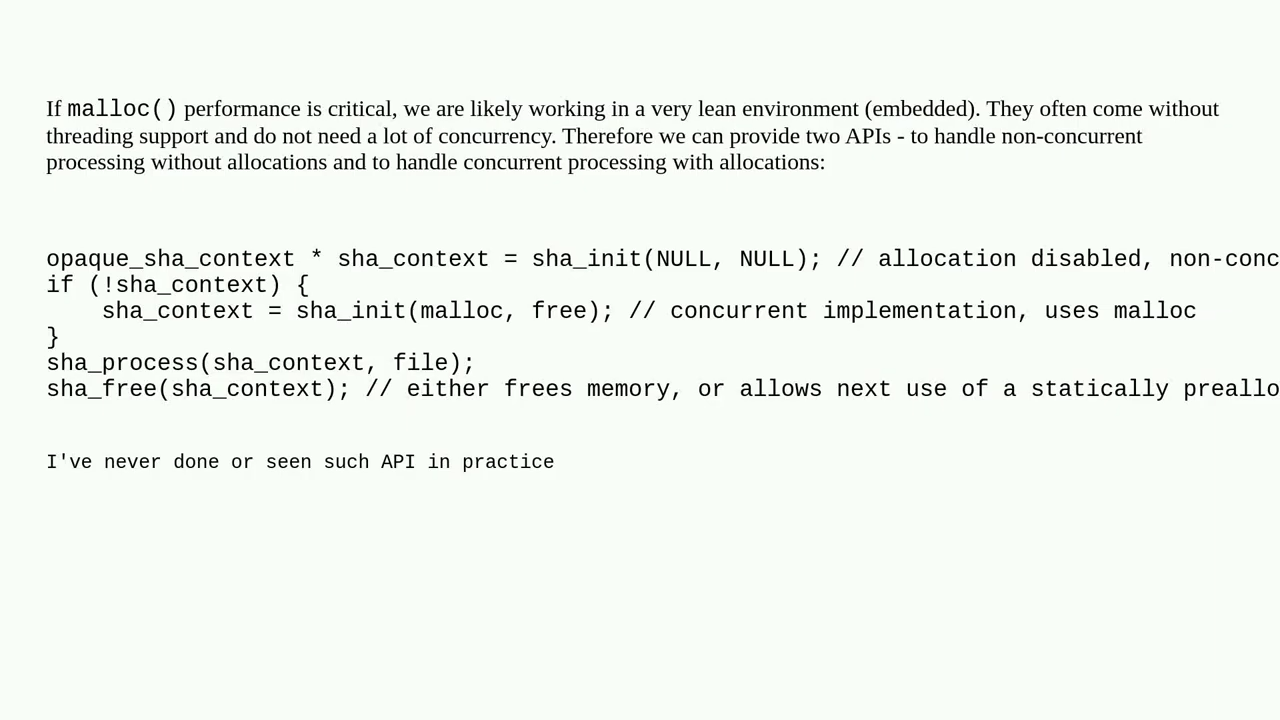 If malloc() performance is critical, we are likely working in a very lean environment (embedded). They often come without
threading support and do not need a lot of concurrency. Therefore we can provide two APIs - to handle non-concurrent
processing without allocations and to handle concurrent processing with allocations:
opaque_sha_context * sha_context = sha_init(NULL, NULL); // allocation disabled, non-conc
if (!sha_context) {
    sha_context = sha_init(malloc, free); // concurrent implementation, uses malloc
}
sha_process(sha_context, file);
sha_free(sha_context); // either frees memory, or allows next use of a statically preallo
I've never done or seen such API in practice